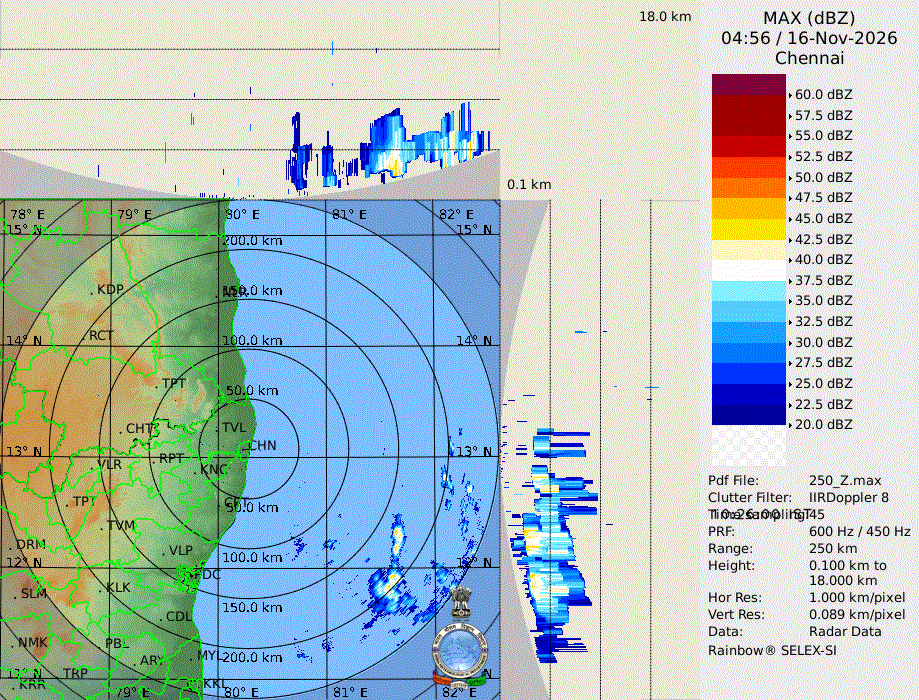 18.0 km
0.1 km
MAX (dBZ)
04:56 / 16-Nov-2026
Chennai
60.0 dBZ
57.5 dBZ
55.0 dBZ
52.5 dBZ
50.0 dBZ
47.5 dBZ
45.0 dBZ
42.5 dBZ
40.0 dBZ
37.5 dBZ
35.0 dBZ
32.5 dBZ
30.0 dBZ
27.5 dBZ
25.0 dBZ
22.5 dBZ
20.0 dBZ
Pdf File: 250_Z.max
Clutter Filter: IIRDoppler 8
Time sampling:45
PRF: 600 Hz / 450 Hz
Range: 250 km
Height: 0.100 km to
18.000 km
Hor Res: 1.000 km/pixel
Vert Res: 0.089 km/pixel
Data: Radar Data
Rainbow® SELEX-SI
78° E 79° E 80° E 81° E 82° E
15° N 15° N
200.0 km
KDP
150.0 km
RCT
14° N 100.0 km 14° N
TPT
50.0 km
CHT TVL
CHN
13° N 13° N
VLR RPT KNC
TPT
50.0 km
TVM
DRM VLP
100.0 km
12° N
PDC
SLM KLK
150.0 km
CDL
NMK PBL
ARY MYL 200.0 km
11° N TRP
KRR KKL
79° E 80° E 81° E 82° E